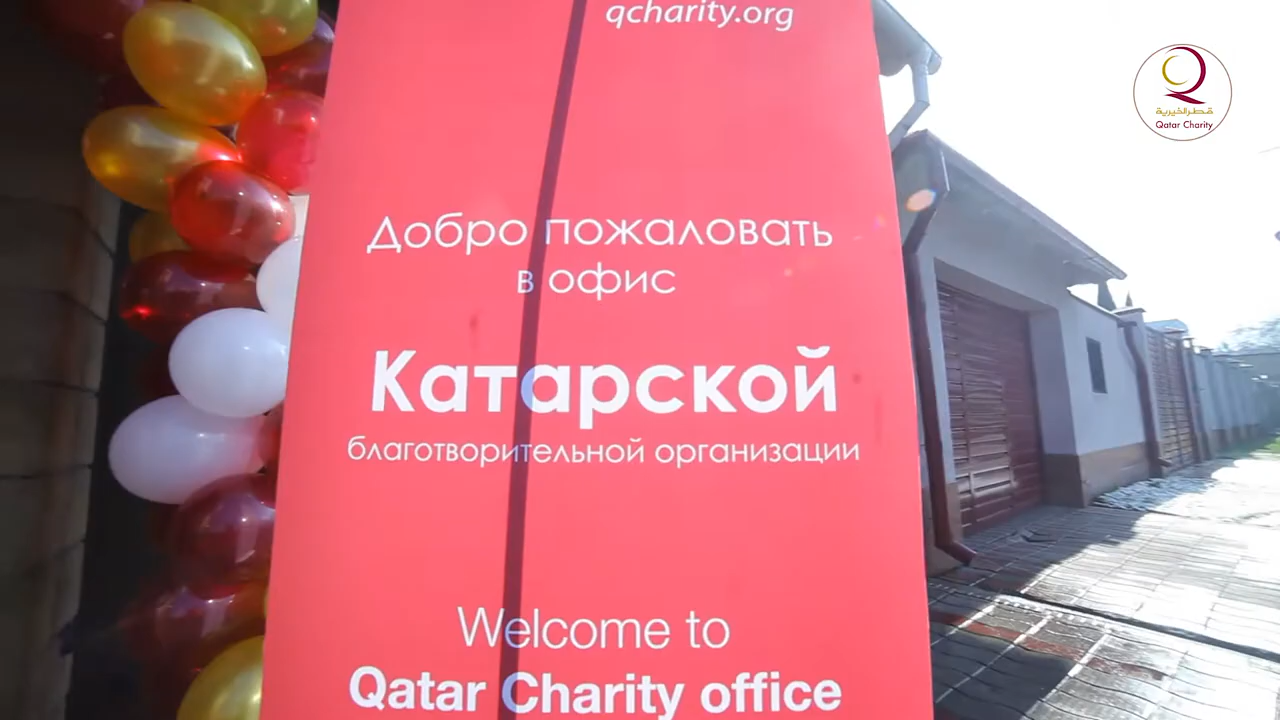 qcharity.org
قطر الخيرية
Qatar Charity
Добро пожаловать
в офис
Катарской
благотворительной организации
Welcome to
Qatar Charity office